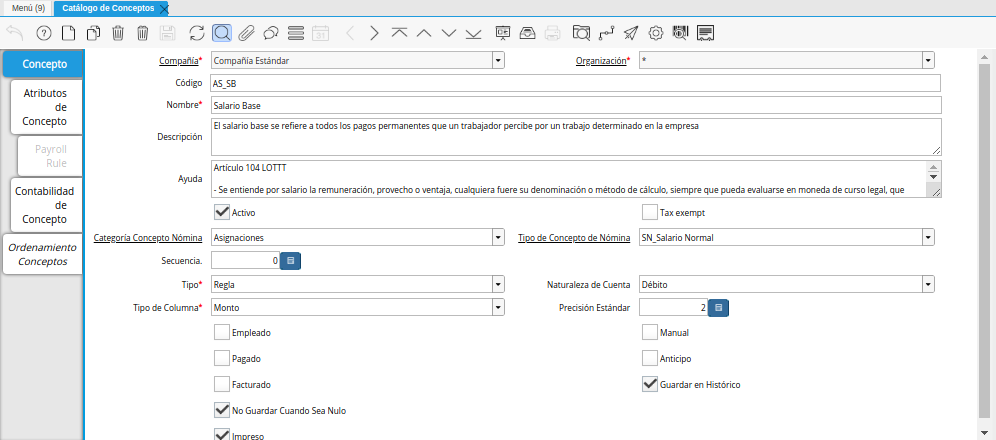 Menú (9) Catálogo de Conceptos
31
Concepto
Atributos
de
Concepto
Payroll
Rule
Contabilidad
de
Concepto
Ordenamiento
Conceptos
Compañía* Compañía Estándar Organización* *
Código AS_SB
Nombre* Salario Base
Descripción El salario base se refiere a todos los pagos permanentes que un trabajador percibe por un trabajo determinado en la empresa
Ayuda Artículo 104 LOTTT
- Se entiende por salario la remuneración, provecho o ventaja, cualquiera fuere su denominación o método de cálculo, siempre que pueda evaluarse en moneda de curso legal, que
Activo Tax exempt
Categoría Concepto Nómina Asignaciones Tipo de Concepto de Nómina SN_Salario Normal
Secuencia. 0
Tipo* Regla Naturaleza de Cuenta Débito
Tipo de Columna* Monto Precisión Estándar 2
Empleado Manual
Pagado Anticipo
Facturado Guardar en Histórico
No Guardar Cuando Sea Nulo
Impreso